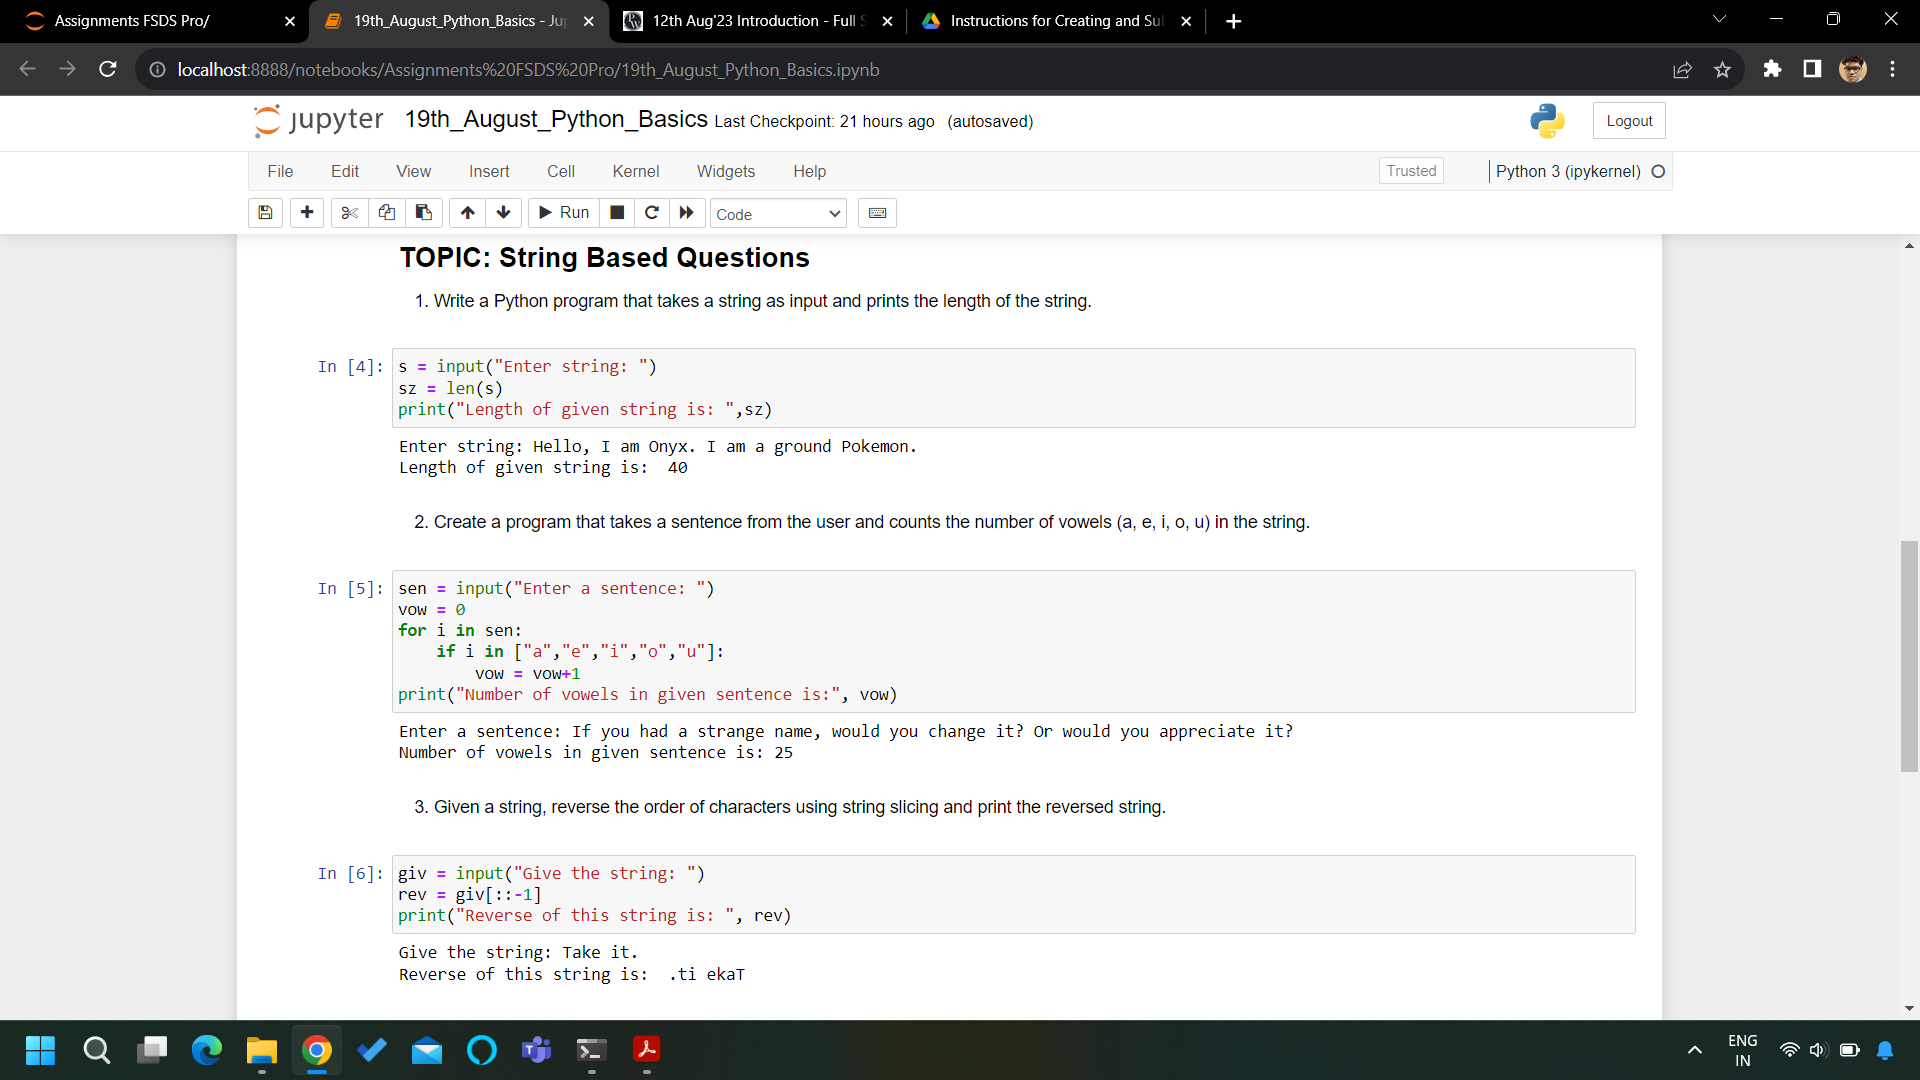 Assignments FSDS Pro/
19th_August_Python_Basics - Ju
12th Aug'23 Introduction - Full S
Instructions for Creating and Su
localhost:8888/notebooks/Assignments%20FSDS%20Pro/19th_August_Python_Basics.ipynb
jupyter 19th_August_Python_Basics Last Checkpoint: 21 hours ago (autosaved)
Logout
File Edit View Insert Cell Kernel Widgets Help
Trusted
Python 3 (ipykernel)
Run
Code
TOPIC: String Based Questions
1. Write a Python program that takes a string as input and prints the length of the string.
In [4]: s = input("Enter string: ")
sz = len(s)
print("Length of given string is: ",sz)
Enter string: Hello, I am Onyx. I am a ground Pokemon.
Length of given string is:  40
2. Create a program that takes a sentence from the user and counts the number of vowels (a, e, i, o, u) in the string.
In [5]: sen = input("Enter a sentence: ")
vow = 0
for i in sen:
    if i in ["a","e","i","o","u"]:
        vow = vow+1
print("Number of vowels in given sentence is:", vow)
Enter a sentence: If you had a strange name, would you change it? Or would you appreciate it?
Number of vowels in given sentence is: 25
3. Given a string, reverse the order of characters using string slicing and print the reversed string.
In [6]: giv = input("Give the string: ")
rev = giv[::-1]
print("Reverse of this string is: ", rev)
Give the string: Take it.
Reverse of this string is:  .ti ekaT
ENG
IN